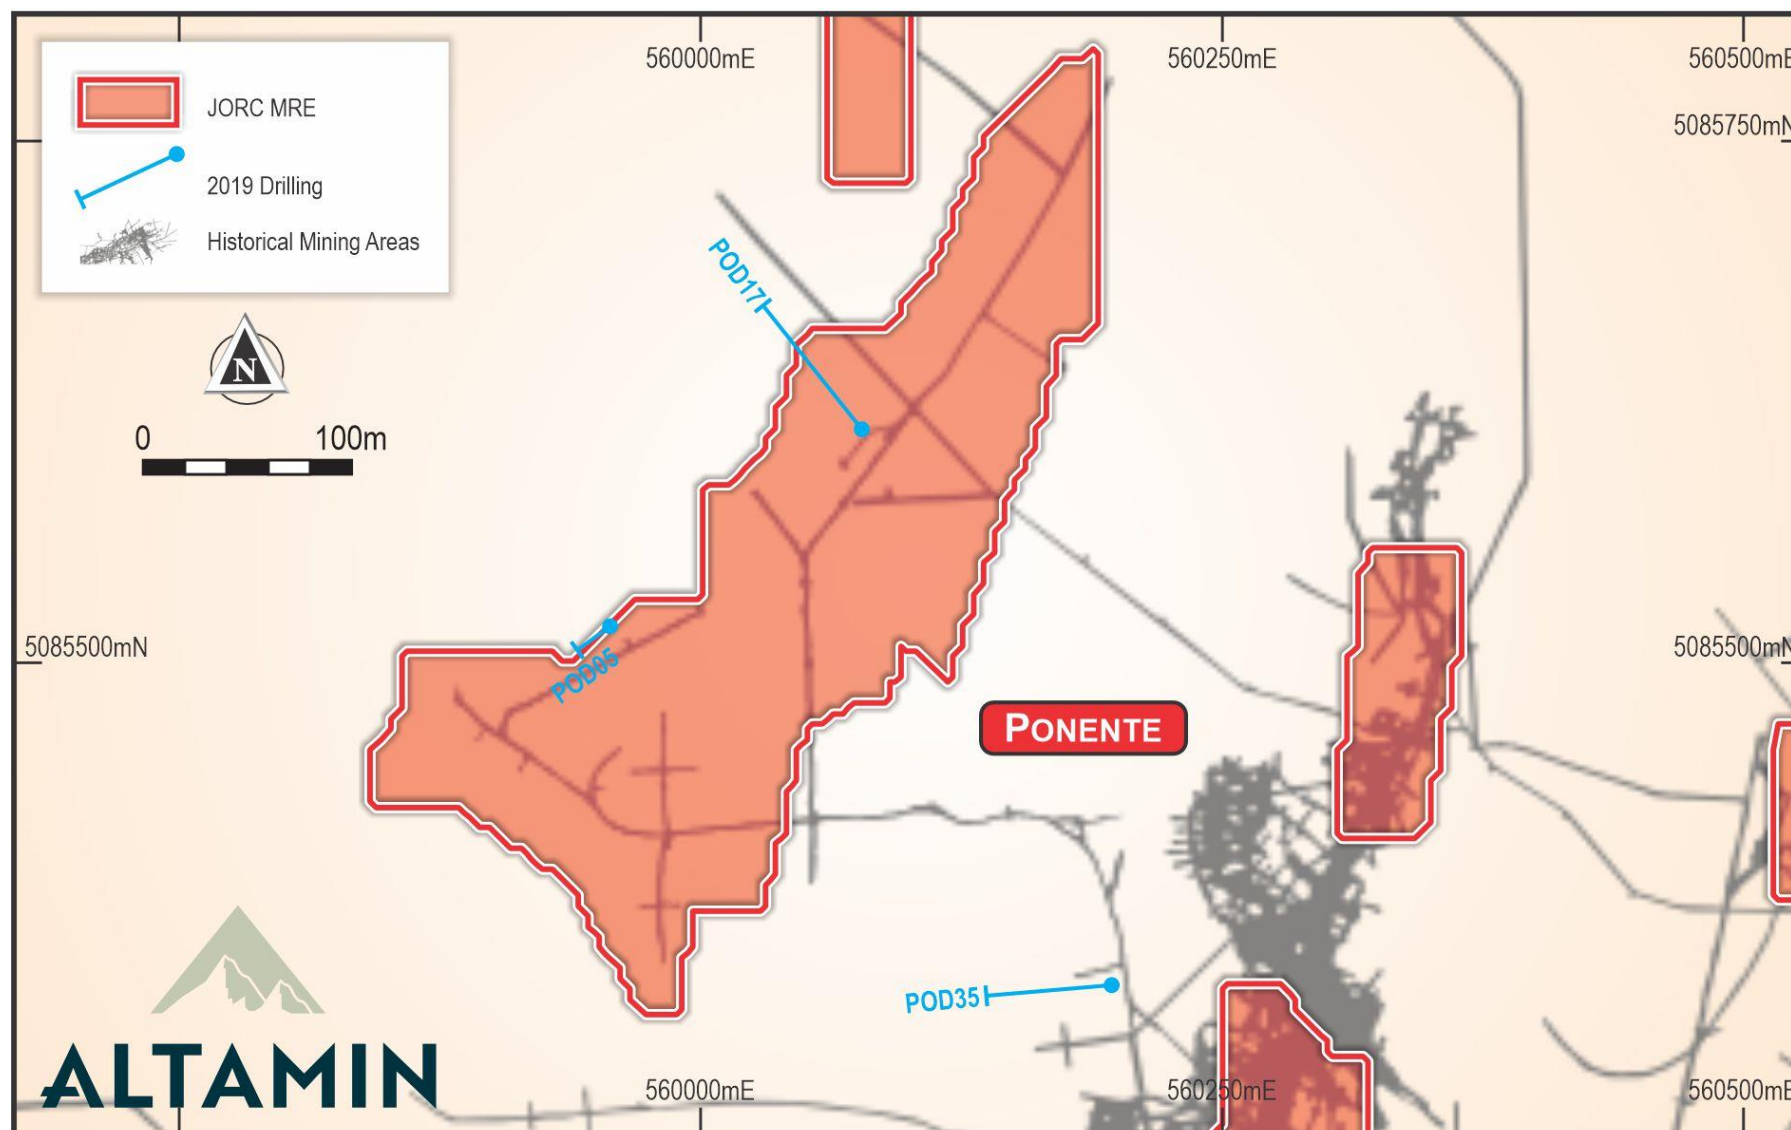 560000mE
560250mE
560500mE
JORC MRE
5085750mN
2019 Drilling
Historical Mining Areas
POD17
N
0
100m
5085500mN
5085500mN
POD05
PONENTE
POD35
ALTAMIN
560000mE
560250mE
560500mE